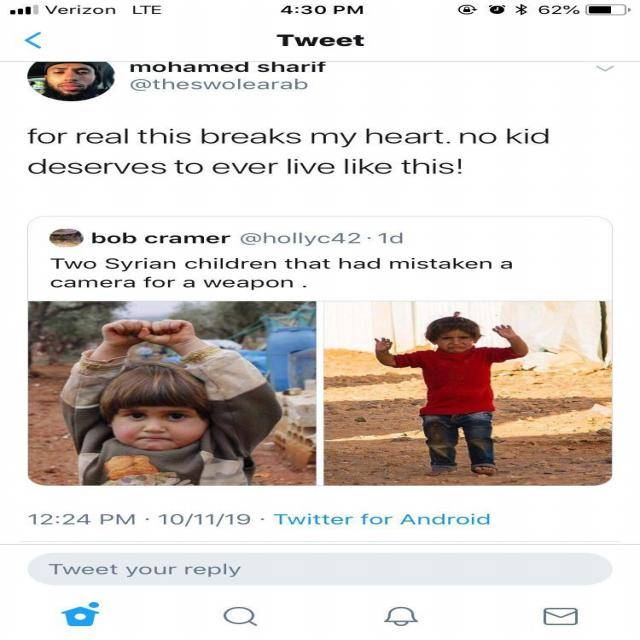 Verizon LTE 4:30 PM 62%
Tweet
mohamed sharif
@theswolearab
for real this breaks my heart. no kid
deserves to ever live like this!
bob cramer @hollyc42 · 1d
Two Syrian children that had mistaken a
camera for a weapon .
12:24 PM · 10/11/19 · Twitter for Android
Tweet your reply